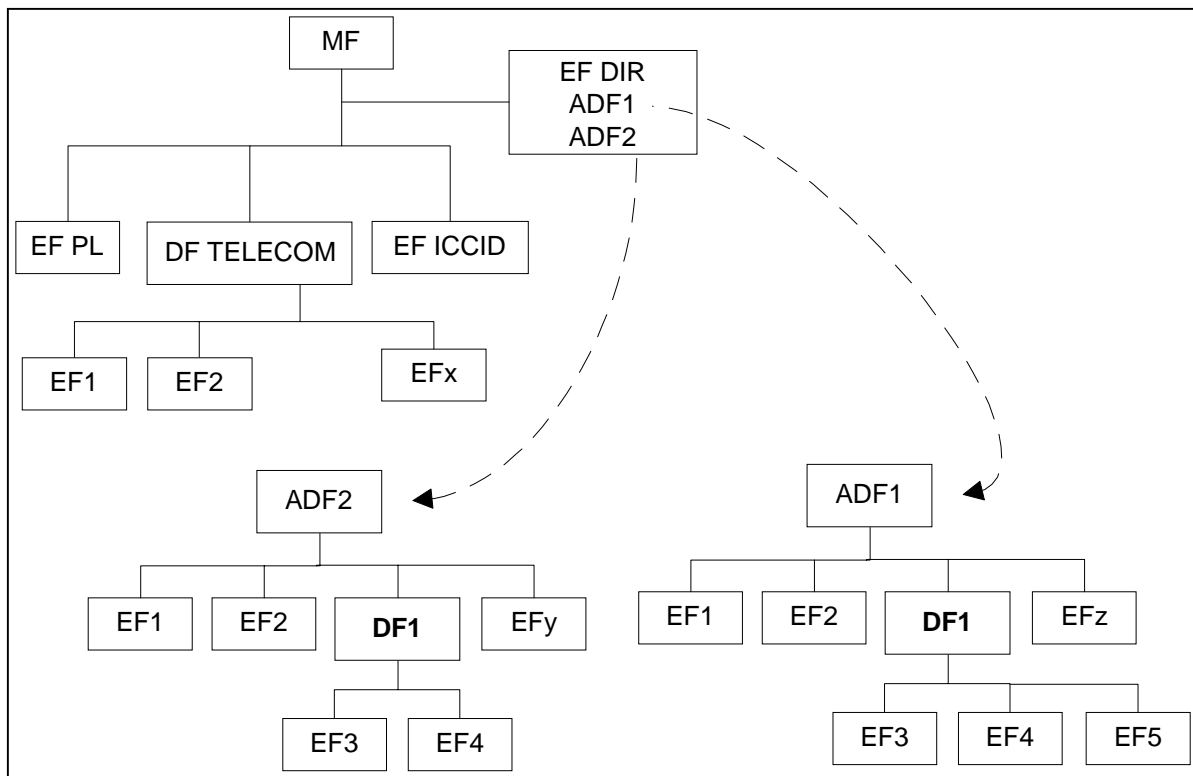 MF
EF DIR
ADF1
ADF2
EF PL
DF TELECOM
EF ICCID
EF1
EF2
EFx
ADF2
EF1
EF2
DF1
EFy
EF3
EF4
ADF1
EF1
EF2
DF1
EFz
EF3
EF4
EF5